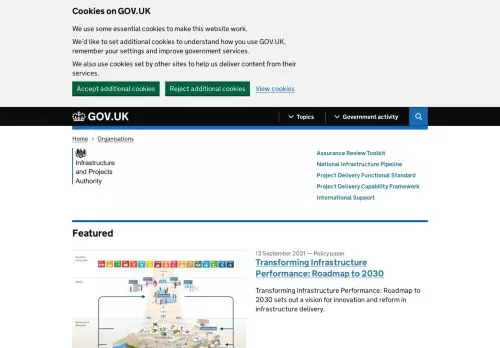 Cookies on GOV.UK
We use some essential cookies to make this website work.
We'd like to set additional cookies to understand how you use GOV.UK,
remember your settings and improve government services.
We also use cookies set by other sites to help us deliver content from their
services.
Accept additional cookies
Reject additional cookies
View cookies
GOV.UK
Topics
Government activity
Home
Organisations
Infrastructure
and Projects
Authority
Assurance Review Toolkit
National Infrastructure Pipeline
Project Delivery Functional Standard
Project Delivery Capability Framework
International Support
Featured
13 September 2021 — Policy paper
Transforming Infrastructure
Performance: Roadmap to 2030
Transforming Infrastructure Performance: Roadmap to
2030 sets out a vision for innovation and reform in
infrastructure delivery.